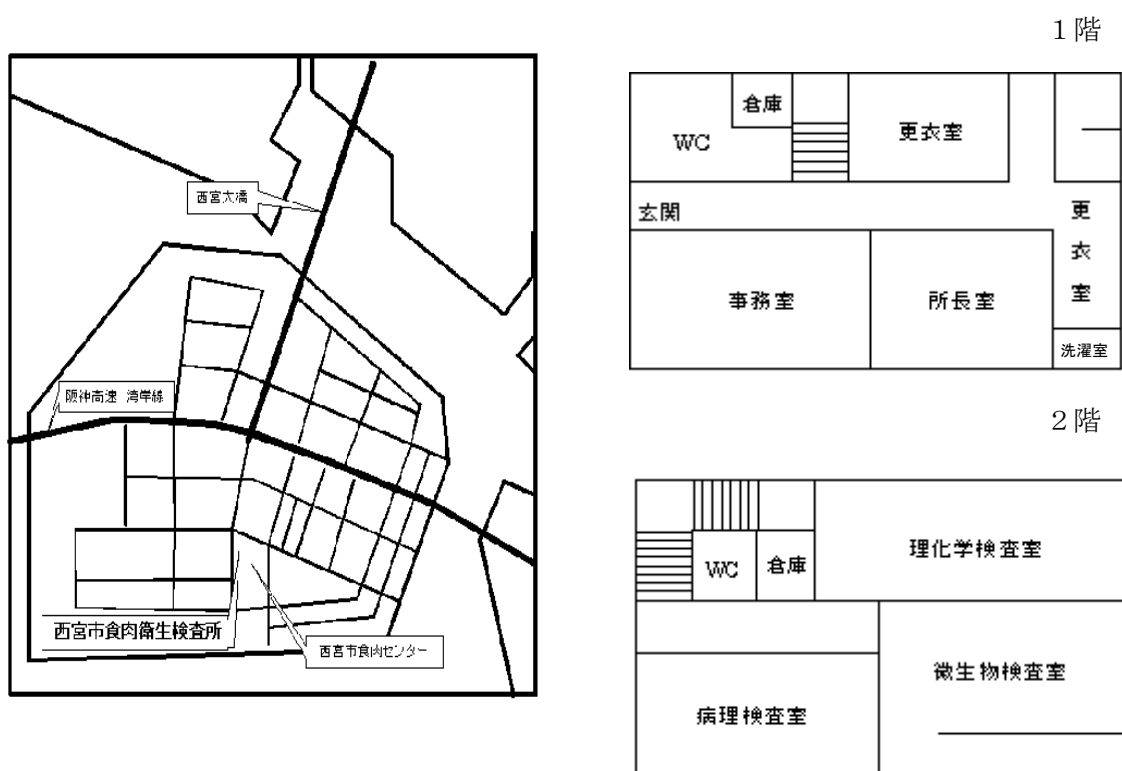 西宮大橋
阪神高速 湾岸線
西宮市食肉衛生検査所
西宮市食肉センター
1階
倉庫
WC
更衣室
玄関
更衣室
事務室
所長室
洗濯室
2階
WC
倉庫
理化学検査室
微生物検査室
病理検査室